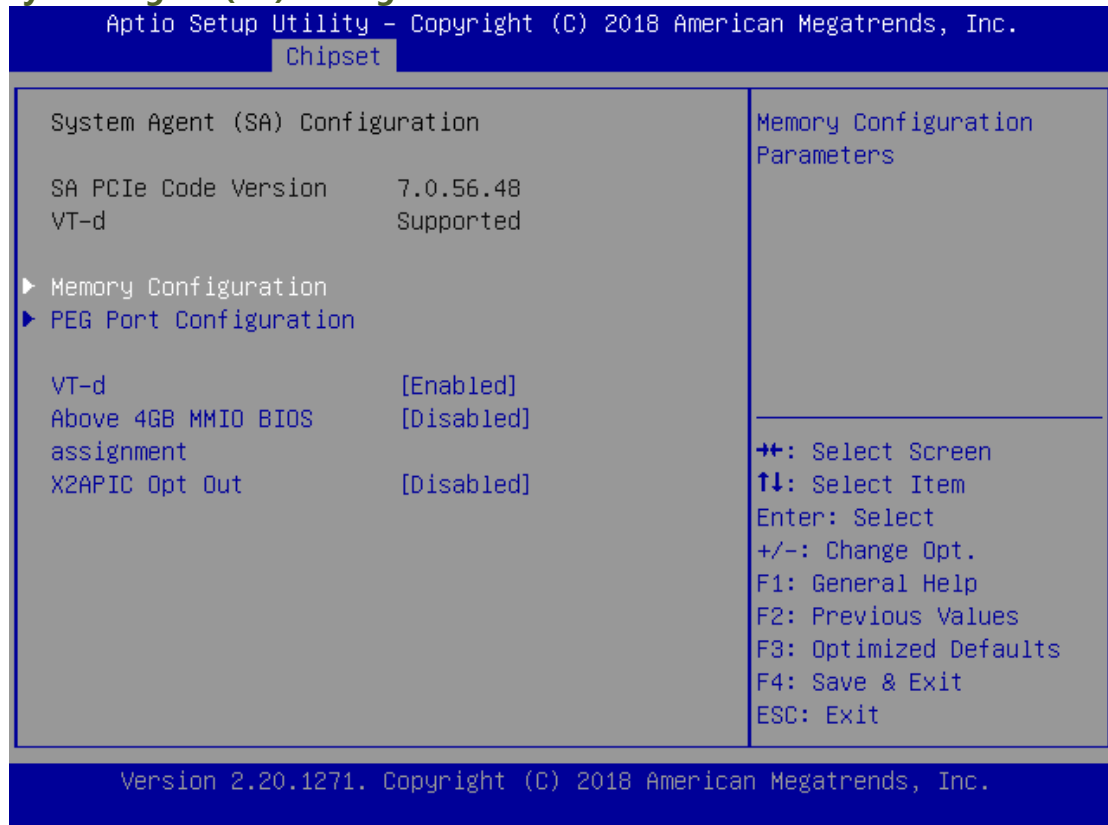 Aptio Setup Utility – Copyright (C) 2018 American Megatrends, Inc.
Chipset
System Agent (SA) Configuration
SA PCIe Code Version 7.0.56.48
VT-d Supported
Memory Configuration
PEG Port Configuration
VT-d [Enabled]
Above 4GB MMIO BIOS [Disabled]
assignment
X2APIC Opt Out [Disabled]
Memory Configuration
Parameters
→←: Select Screen
↑↓: Select Item
Enter: Select
+/-: Change Opt.
F1: General Help
F2: Previous Values
F3: Optimized Defaults
F4: Save & Exit
ESC: Exit
Version 2.20.1271. Copyright (C) 2018 American Megatrends, Inc.